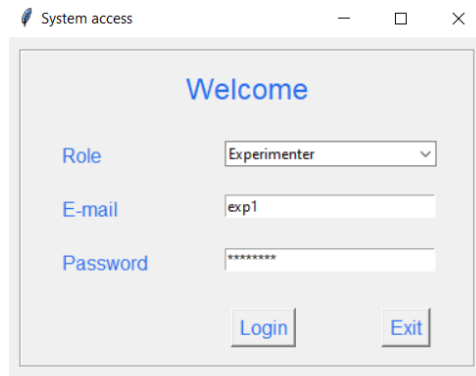 System access
Welcome
Role Experimenter
E-mail exp1
Password ********
Login Exit